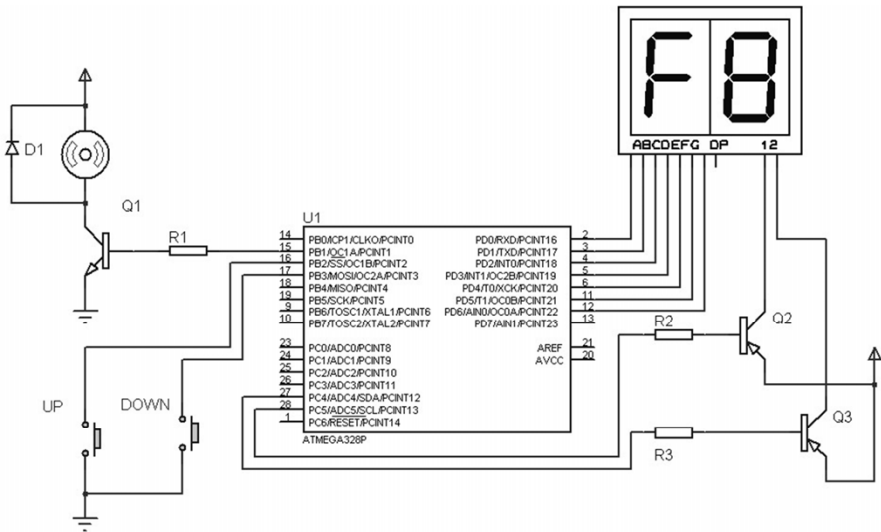 F8
ABCDEFG DP 12
D1
Q1
R1
U1
14 PB0/ICP1/CLKO/PCINT0 PD0/RXD/PCINT16 2
15 PB1/OC1A/PCINT1 PD1/TXD/PCINT17 3
16 PB2/SS/OC1B/PCINT2 PD2/INT0/PCINT18 4
17 PB3/MOSI/OC2A/PCINT3 PD3/INT1/OC2B/PCINT19 5
18 PB4/MISO/PCINT4 PD4/T0/XCK/PCINT20 6
19 PB5/SCK/PCINT5 PD5/T1/OC0B/PCINT21 11
9 PB6/TOSC1/XTAL1/PCINT6 PD6/AIN0/OC0A/PCINT22 12
10 PB7/TOSC2/XTAL2/PCINT7 PD7/AIN1/PCINT23 13
23 PC0/ADC0/PCINT8 AREF 21
24 PC1/ADC1/PCINT9 AVCC 20
25 PC2/ADC2/PCINT10
26 PC3/ADC3/PCINT11
27 PC4/ADC4/SDA/PCINT12
28 PC5/ADC5/SCL/PCINT13
1 PC6/RESET/PCINT14
ATMEGA328P
R2
Q2
UP
DOWN
Q3
R3